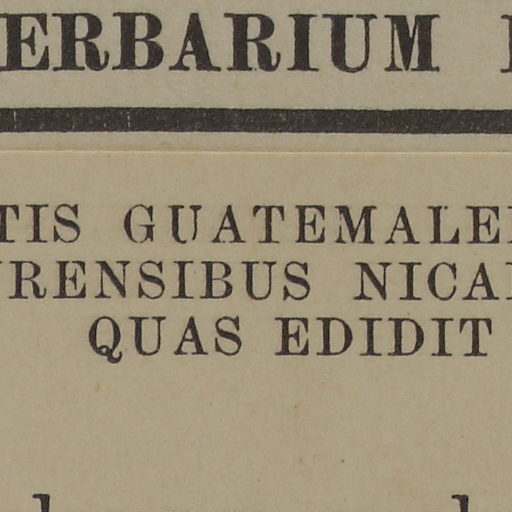 ERBARIUM
TIS GUATEMALE
RENSIBUS NICA
QUAS EDIDIT